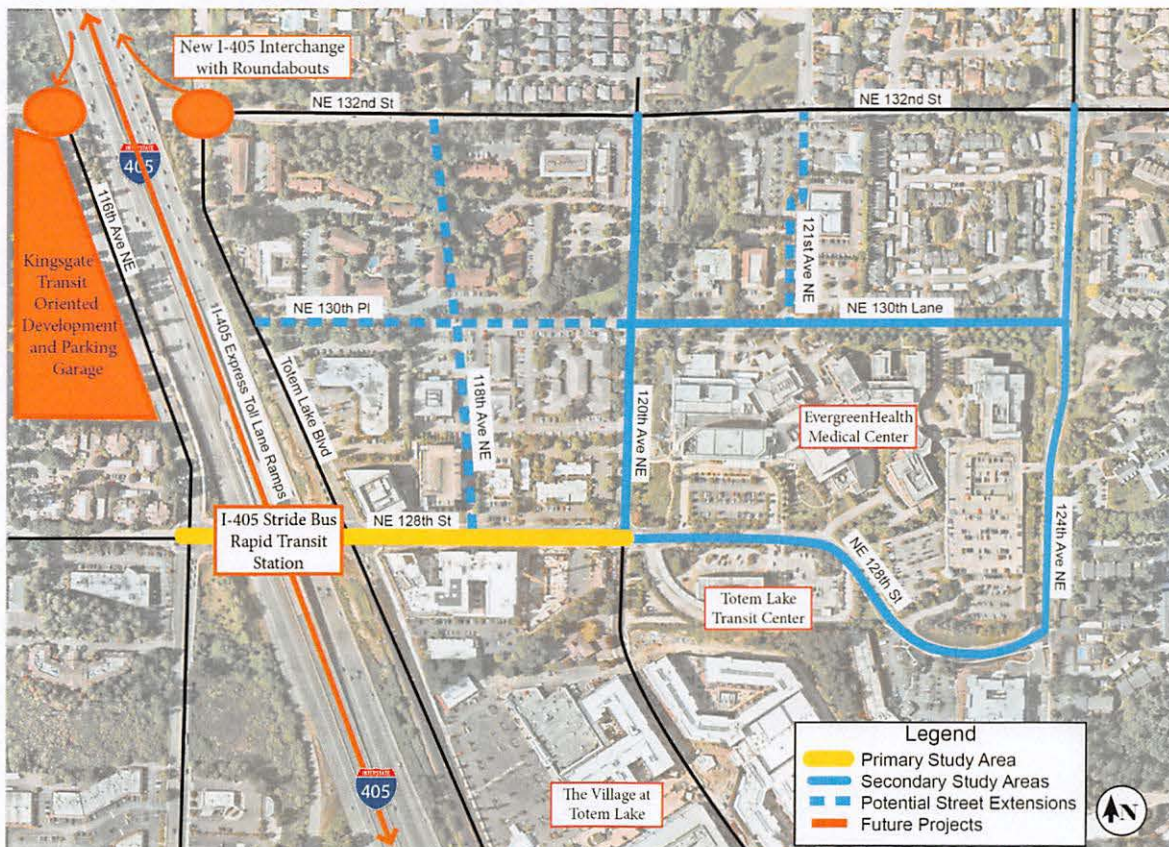 New I-405 Interchange
with Roundabouts
NE 132nd St
NE 132nd St
INTERSTATE
405
116th Ave NE
Kingsgate
Transit
Oriented
Development
and Parking
Garage
I-405 Express Toll Lane Ramps
Totem Lake Blvd
NE 130th Pl
118th Ave NE
120th Ave NE
121st Ave NE
NE 130th Lane
EvergreenHealth
Medical Center
124th Ave NE
I-405 Stride Bus
Rapid Transit
Station
NE 128th St
NE 128th St
Totem Lake
Transit Center
The Village at
Totem Lake
INTERSTATE
405
Legend
Primary Study Area
Secondary Study Areas
Potential Street Extensions
Future Projects
N